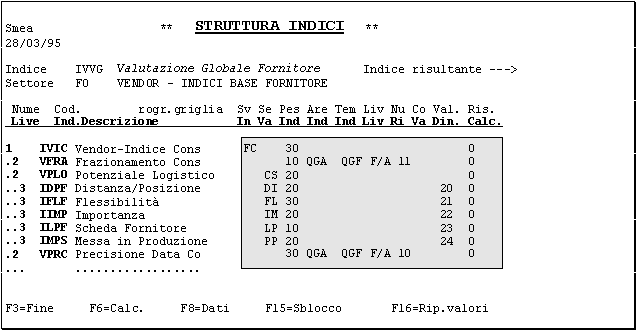 Smea ** STRUTTURA INDICI **
28/03/95
Indice IVVG Valutazione Globale Fornitore Indice risultante --->
Settore FO VENDOR - INDICI BASE FORNITORE
Nume Cod. rogr.griglia Sv Se Pes Are Tem Liv Nu Co Val. Ris.
Live Ind.Descrizione In Va Ind Ind Ind Liv Ri Va Din. Calc.
1 IVIC Vendor-Indice Cons FC 30 0
.2 VFRA Frazionamento Cons 10 QGA QGF F/A 11 0
.2 VPLO Potenziale Logistico CS 20 0
..3 IDPF Distanza/Posizione DI 20 20 0
..3 IFLF Flessibilità FL 30 21 0
..3 IIMP Importanza IM 20 22 0
..3 ILPF Scheda Fornitore LP 10 23 0
..3 IMPS Messa in Produzione PP 20 24 0
.2 VPRC Precisione Data Co 30 QGA QGF F/A 10 0
... ..................
F3=Fine F6=Calc. F8=Dati F15=Sblocco F16=Rip.valori